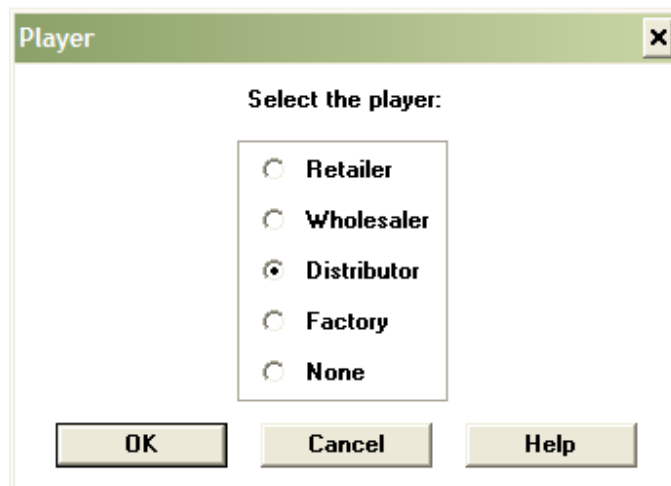 Player
Select the player:
Retailer
Wholesaler
Distributor
Factory
None
OK Cancel Help